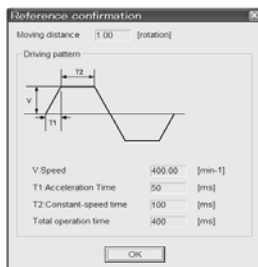 Reference confirmation
Moving distance 1.00 [rotation]
Driving pattern
T2
V
T1
V:Speed 400.00 [min-1]
T1:Acceleration Time 50 [ms]
T2:Constant-speed time 100 [ms]
Total operation time 400 [ms]
OK